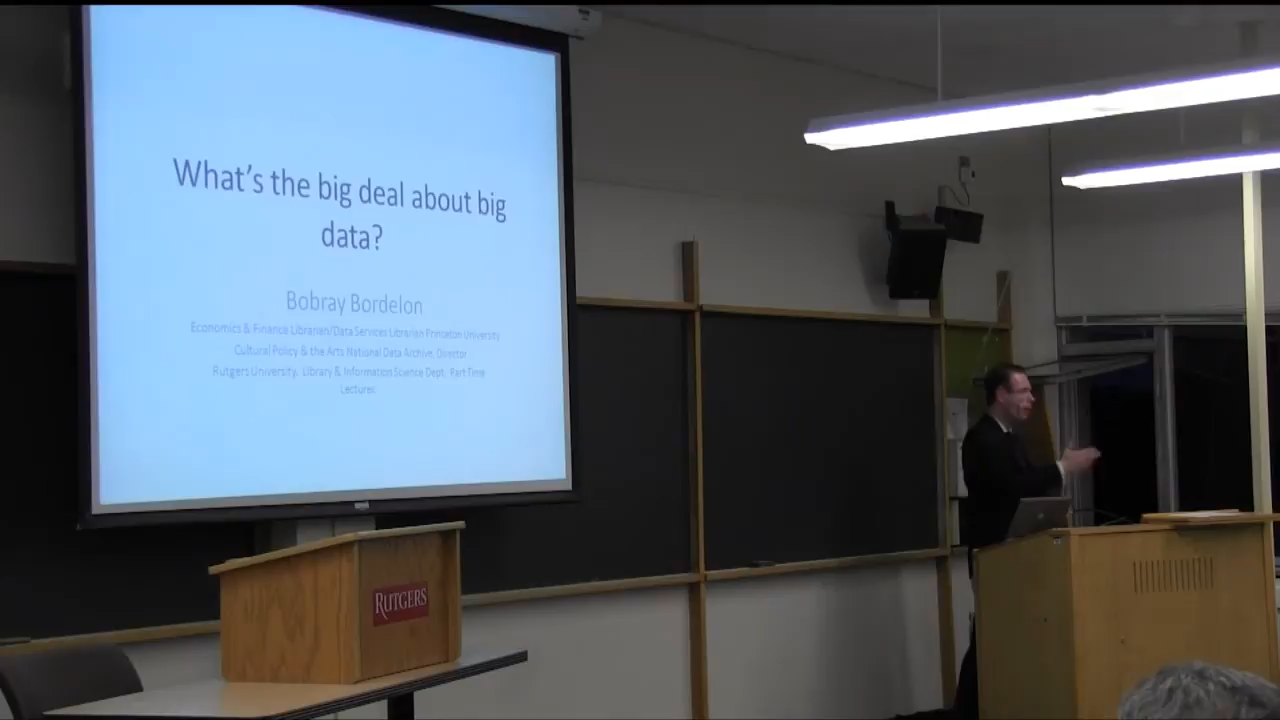 What's the big deal about big
data?
Bobray Bordelon
Economics & Finance Librarian/Data Services Librarian Princeton University
Cultural Policy & the Arts National Data Archive, Director
Rutgers University, Library & Information Science Dept, Part Time
Lecturer
RUTGERS